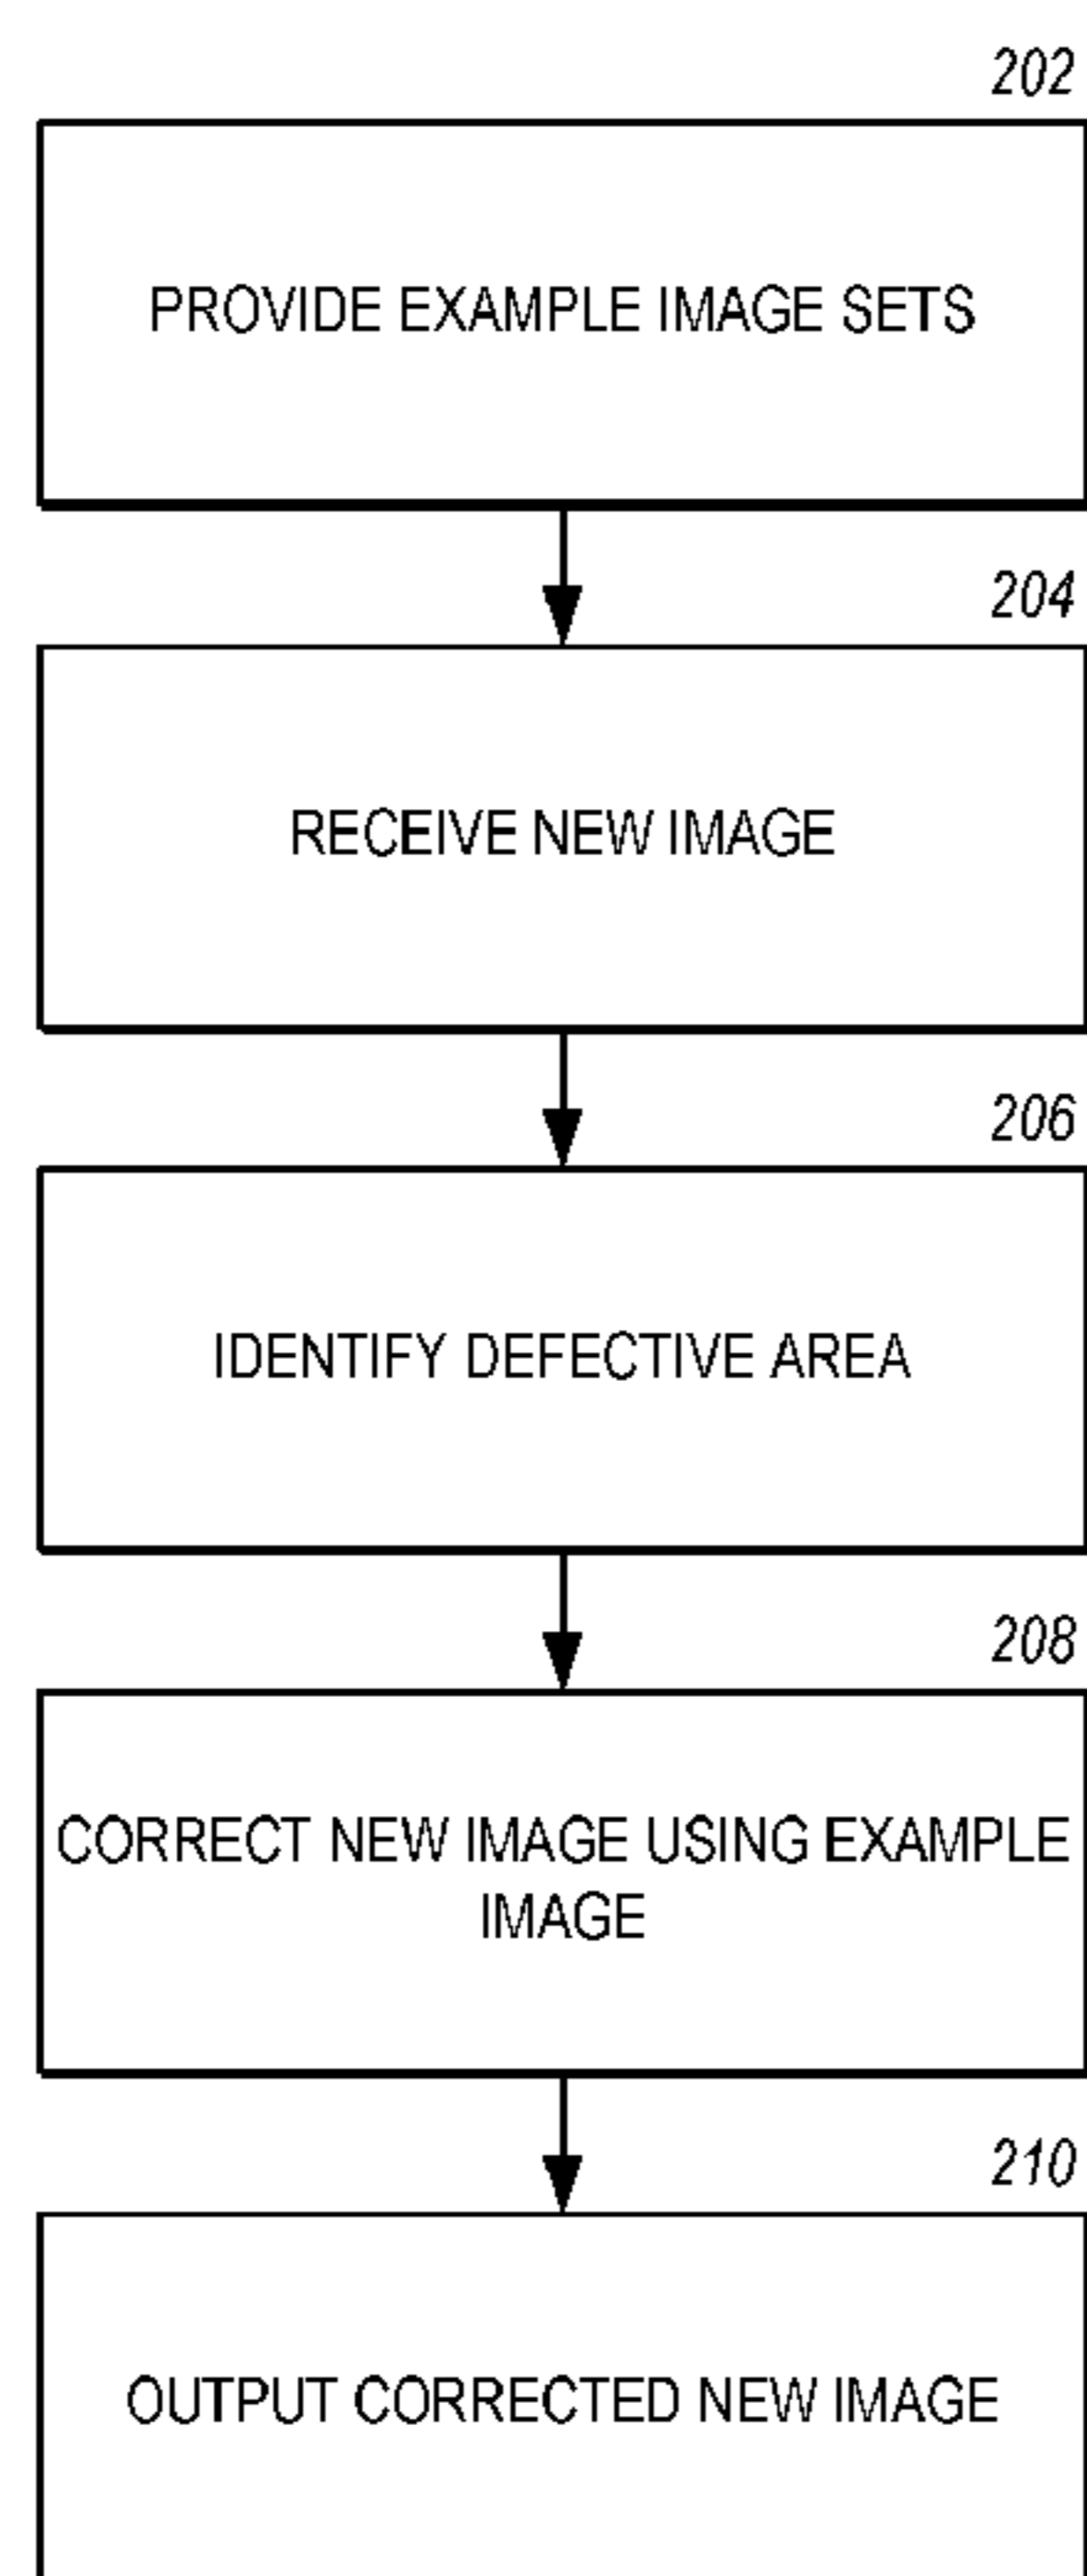 202
PROVIDE EXAMPLE IMAGE SETS
204
RECEIVE NEW IMAGE
206
IDENTIFY DEFECTIVE AREA
208
CORRECT NEW IMAGE USING EXAMPLE
IMAGE
210
OUTPUT CORRECTED NEW IMAGE